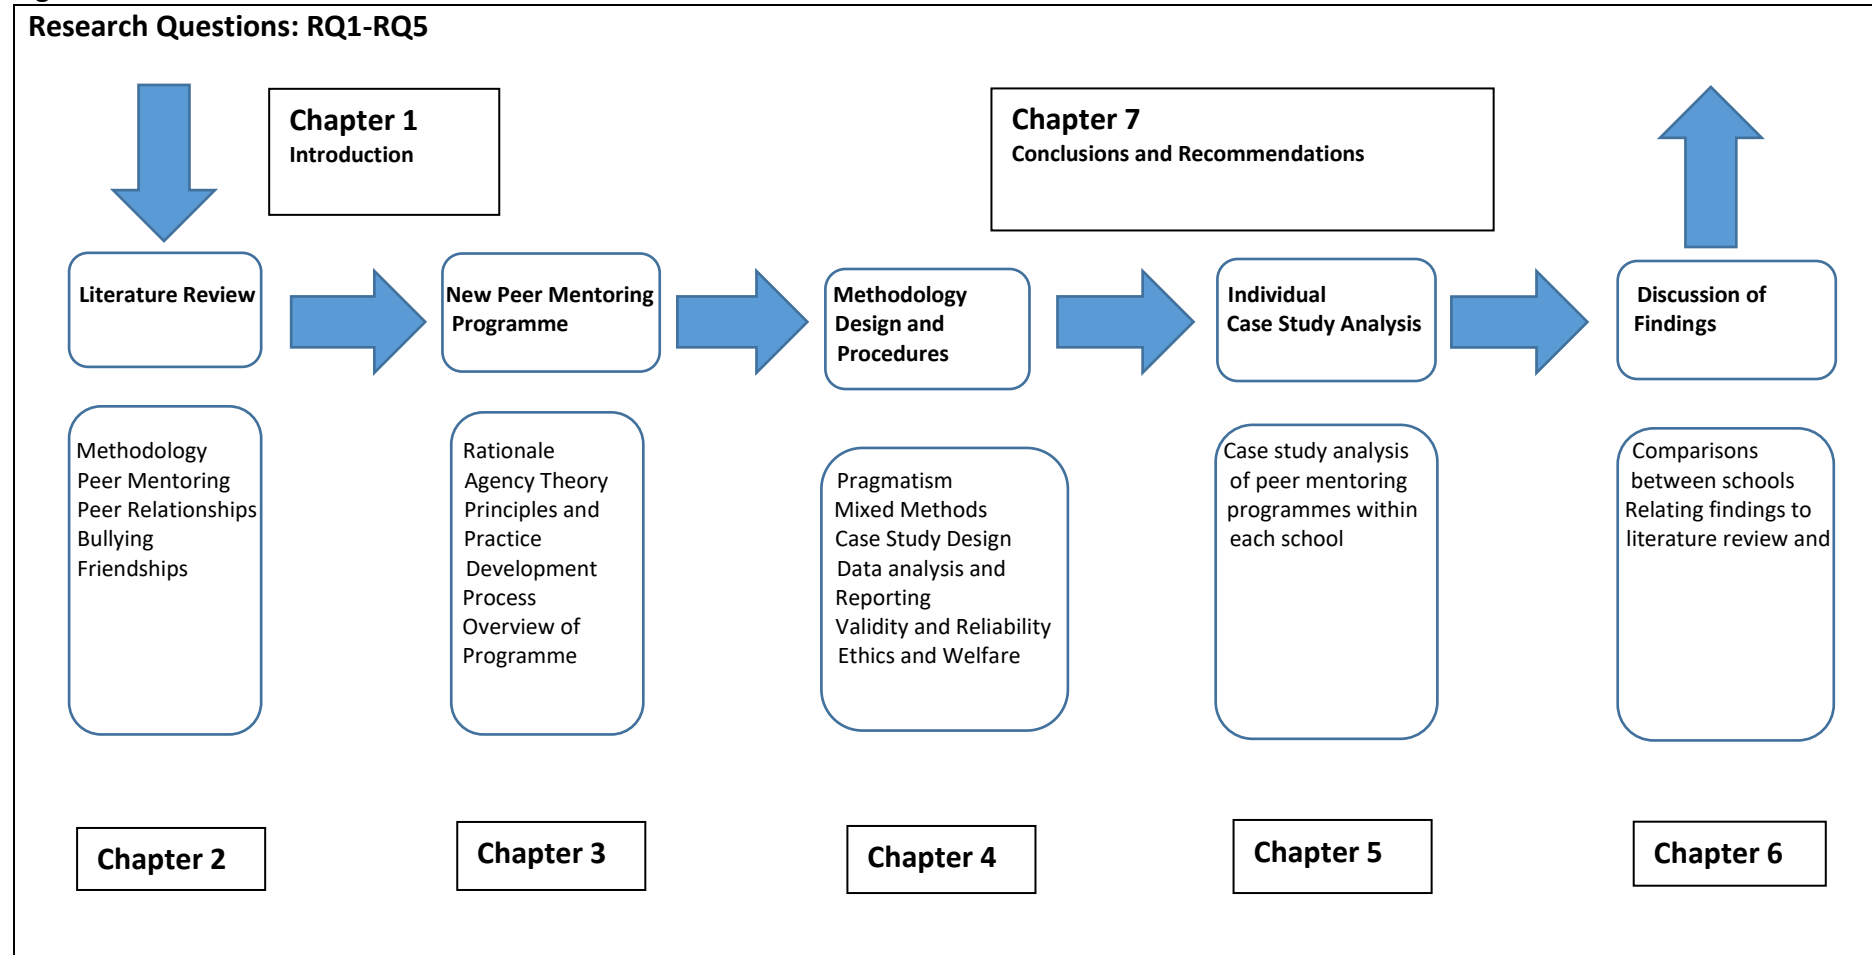 Research Questions: RQ1-RQ5
Chapter 1
Introduction
Chapter 7
Conclusions and Recommendations
Literature Review
New Peer Mentoring
Programme
Methodology
Design and
Procedures
Individual
Case Study Analysis
Discussion of
Findings
Methodology
Peer Mentoring
Peer Relationships
Bullying
Friendships
Rationale
Agency Theory
Principles and
Practice
Development
Process
Overview of
Programme
Pragmatism
Mixed Methods
Case Study Design
Data analysis and
Reporting
Validity and Reliability
Ethics and Welfare
Case study analysis
of peer mentoring
programmes within
each school
Comparisons
between schools
Relating findings to
literature review and
Chapter 2
Chapter 3
Chapter 4
Chapter 5
Chapter 6